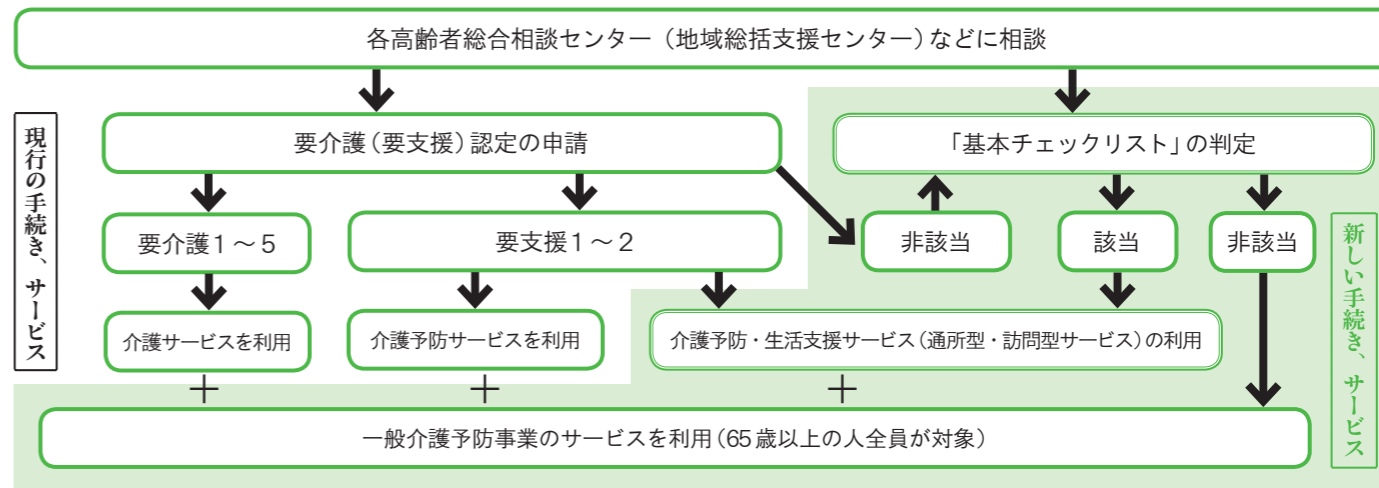 各高齢者総合相談センター（地域総括支援センター）などに相談
現行の手続き、サービス
要介護（要支援）認定の申請
「基本チェックリスト」の判定
要介護1～5
要支援1～2
非該当
該当
非該当
新しい手続き、サービス
介護サービスを利用
介護予防サービスを利用
介護予防・生活支援サービス（通所型・訪問型サービス）の利用
＋
＋
＋
一般介護予防事業のサービスを利用（65歳以上の人全員が対象）